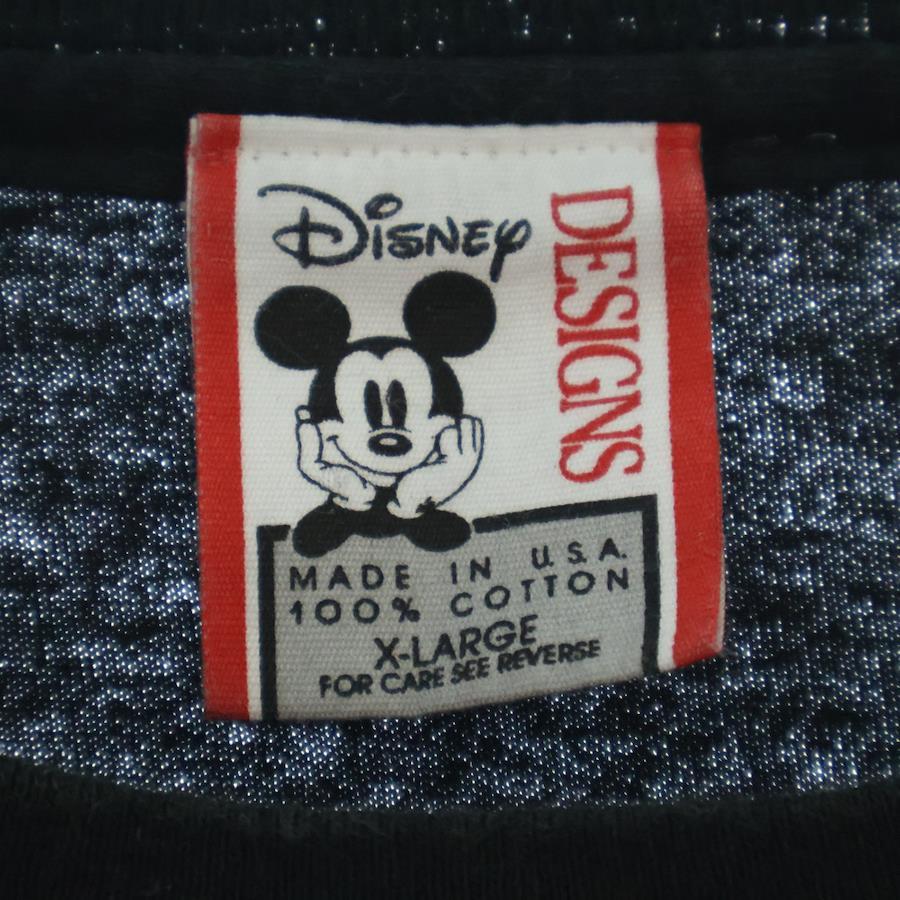 Disney
DESIGNS
MADE IN U.S.A.
100% COTTON
X-LARGE
FOR CARE SEE REVERSE